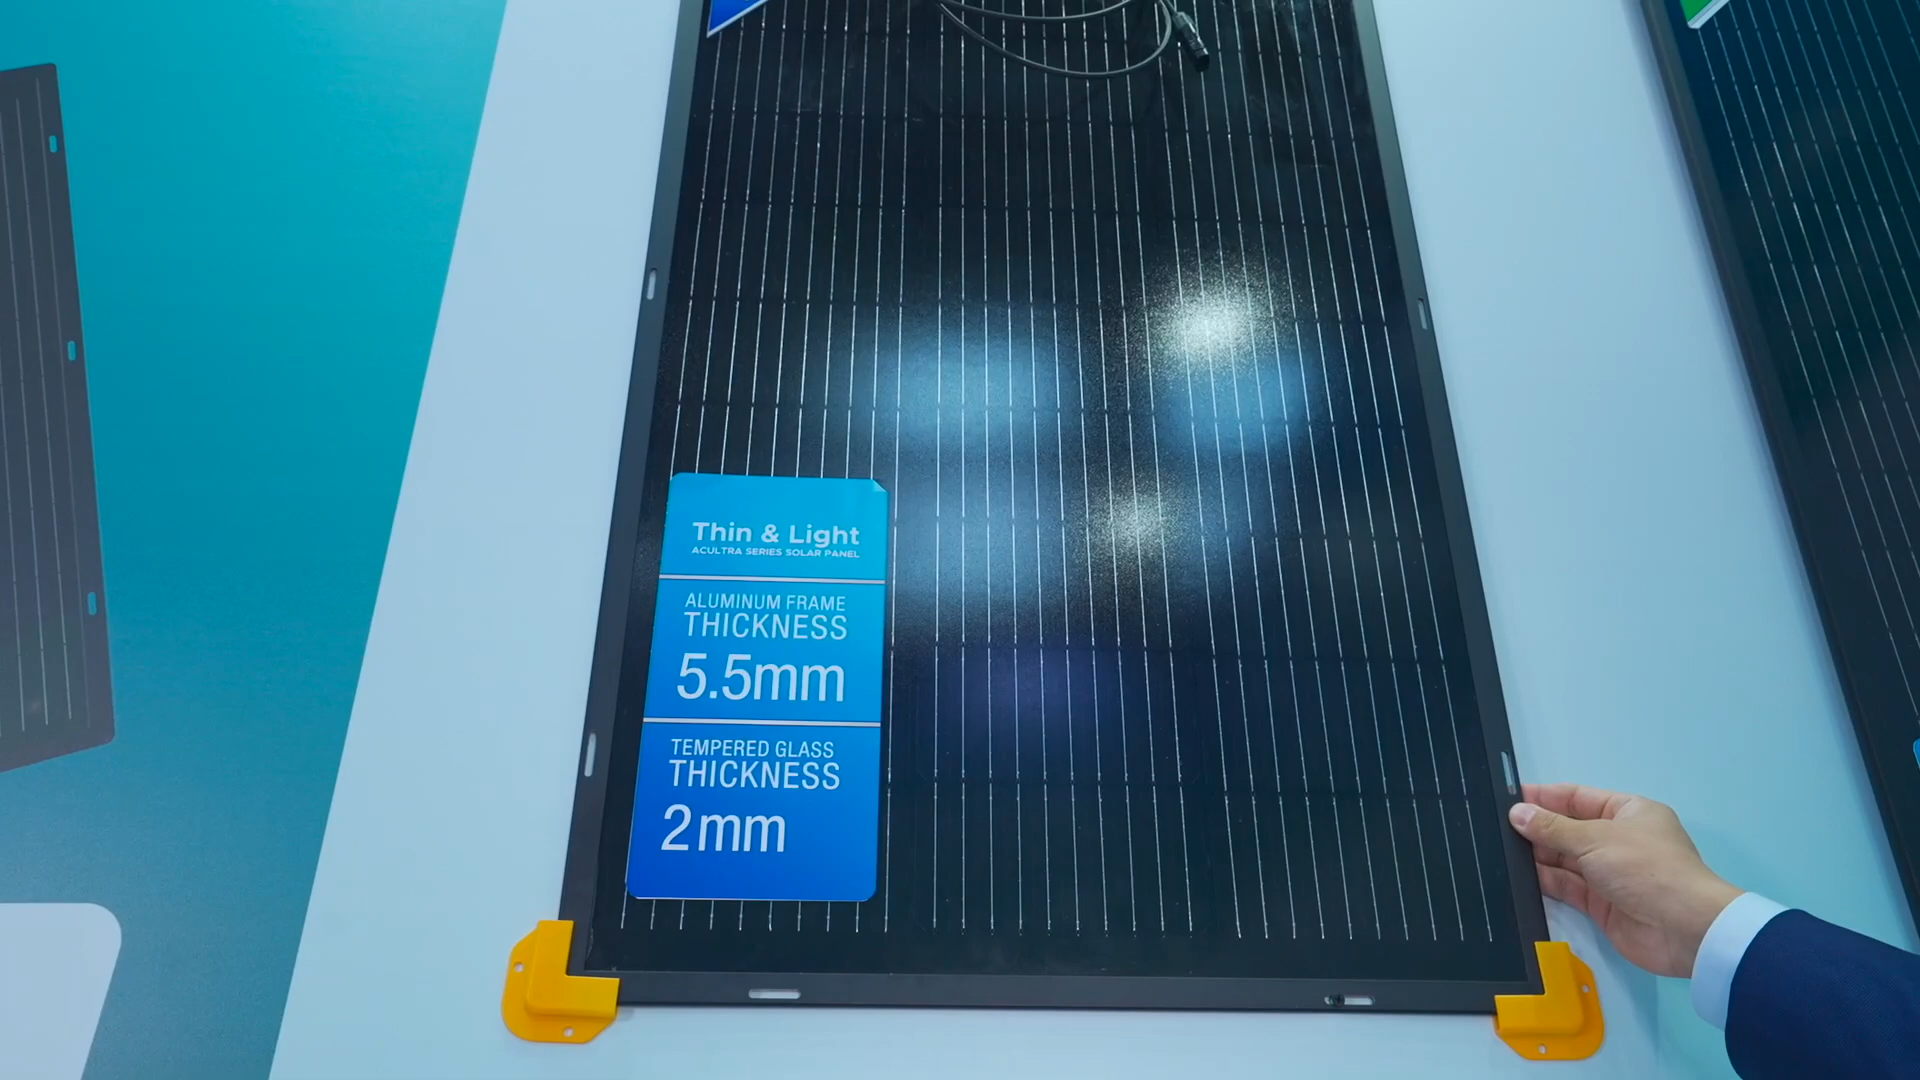 Thin & Light
ACULTRA SERIES SOLAR PANEL
ALUMINUM FRAME
THICKNESS
5.5mm
TEMPERED GLASS
THICKNESS
2mm